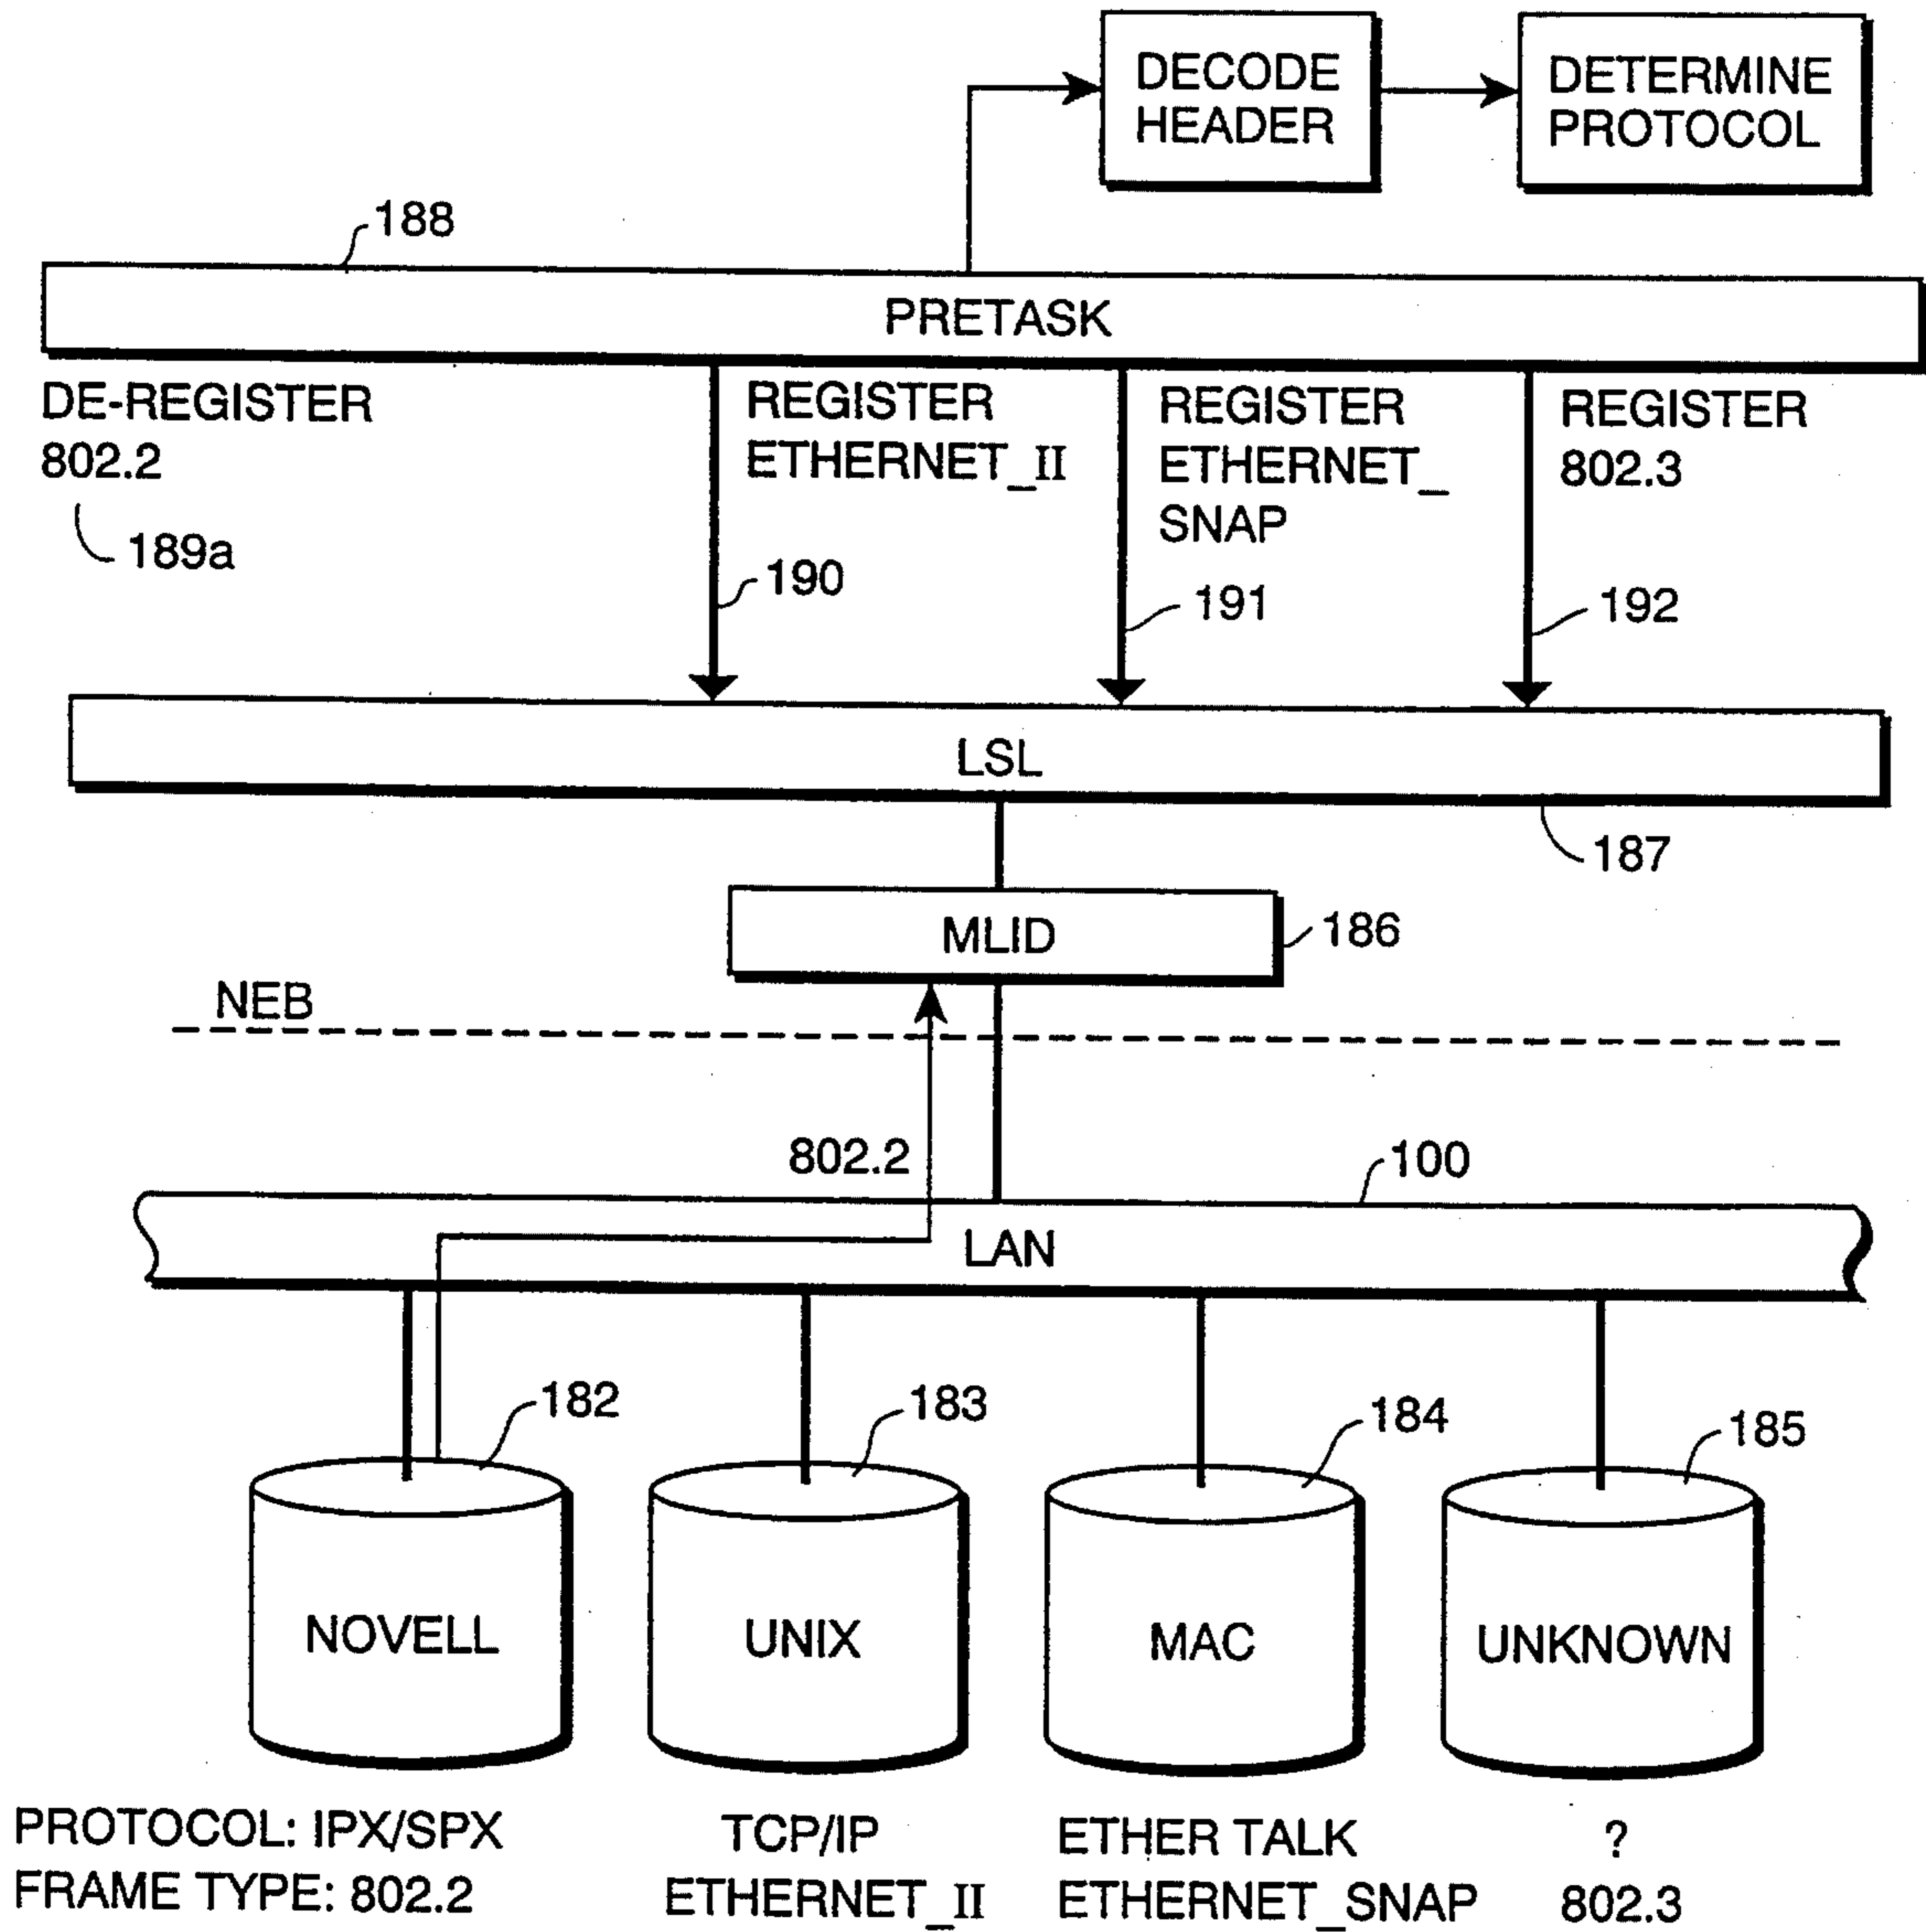 DECODE
HEADER
DETERMINE
PROTOCOL
188
PRETASK
DE-REGISTER
802.2
189a
REGISTER
ETHERNET_II
190
REGISTER
ETHERNET_
SNAP
191
REGISTER
802.3
192
LSL
187
MLID
186
NEB
802.2
100
LAN
182
183
184
185
NOVELL
UNIX
MAC
UNKNOWN
PROTOCOL: IPX/SPX
FRAME TYPE: 802.2
TCP/IP
ETHERNET_II
ETHER TALK
ETHERNET_SNAP
?
802.3